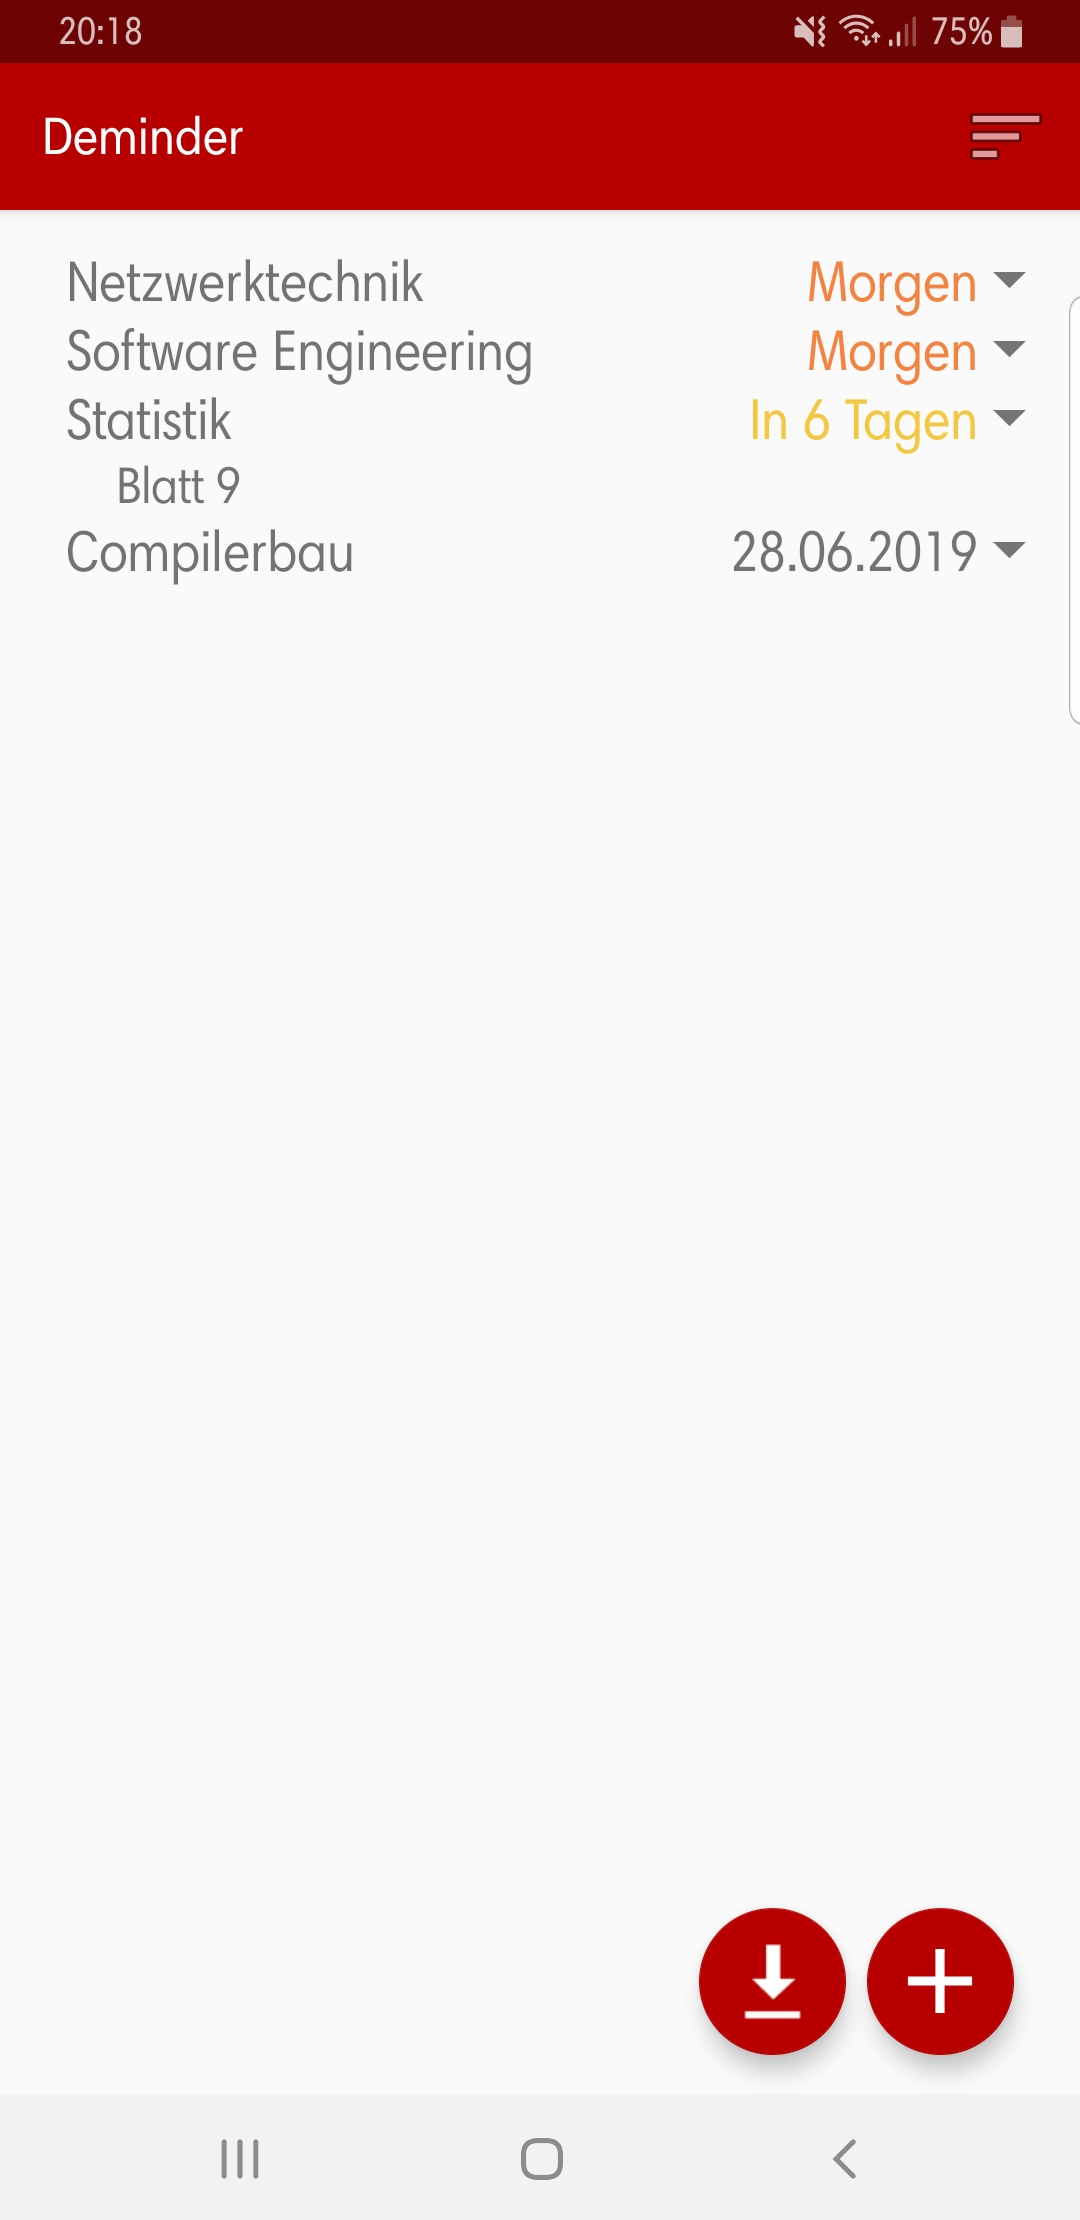 20:18 75%
Deminder
Netzwerktechnik Morgen
Software Engineering Morgen
Statistik In 6 Tagen
Blatt 9
Compilerbau 28.06.2019